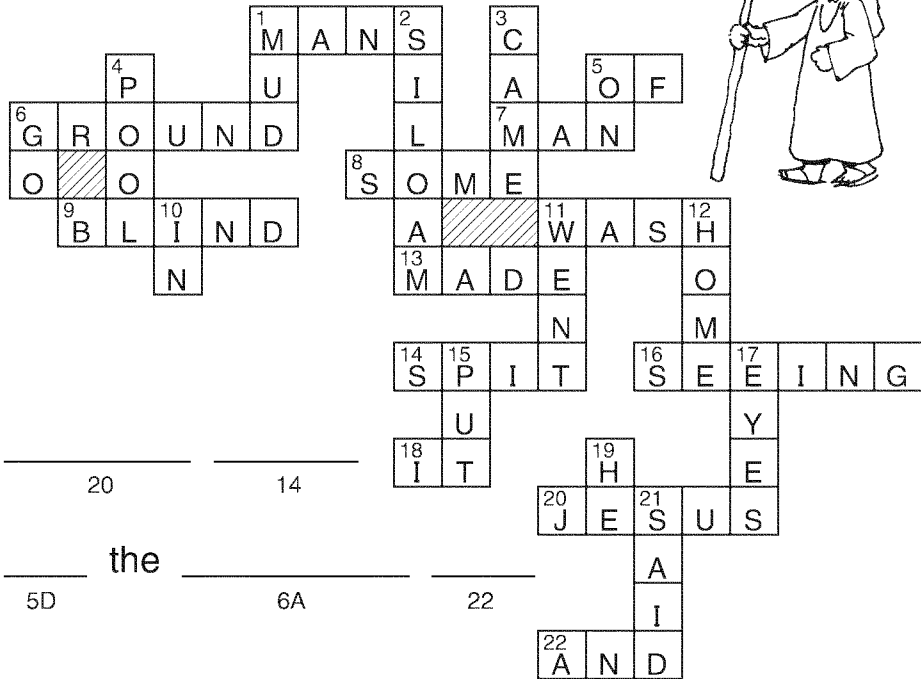 1 M A N 2 S 3 C
4 P U I A 5 O F
6 G R O U N D L 7 M A N
O O 8 S O M E
9 B L 10 I N D A 11 W A S 12 H
N 13 M A D E O
N M
14 S 15 P I T 16 S E 17 E I N G
U Y
18 I T 19 H E
20 14 20 J E 21 S U S
the A
5D 6A 22 I
22 A N D